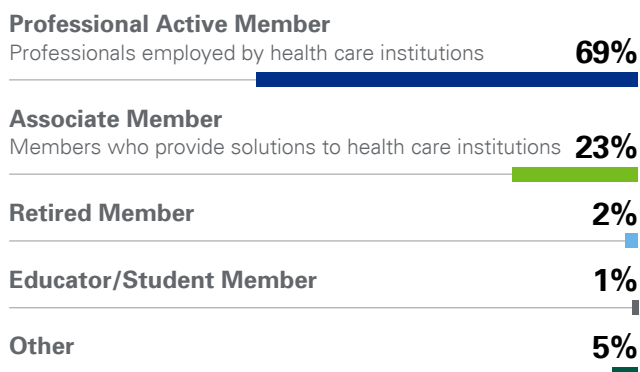 Professional Active Member
Professionals employed by health care institutions 69%
Associate Member
Members who provide solutions to health care institutions 23%
Retired Member 2%
Educator/Student Member 1%
Other 5%